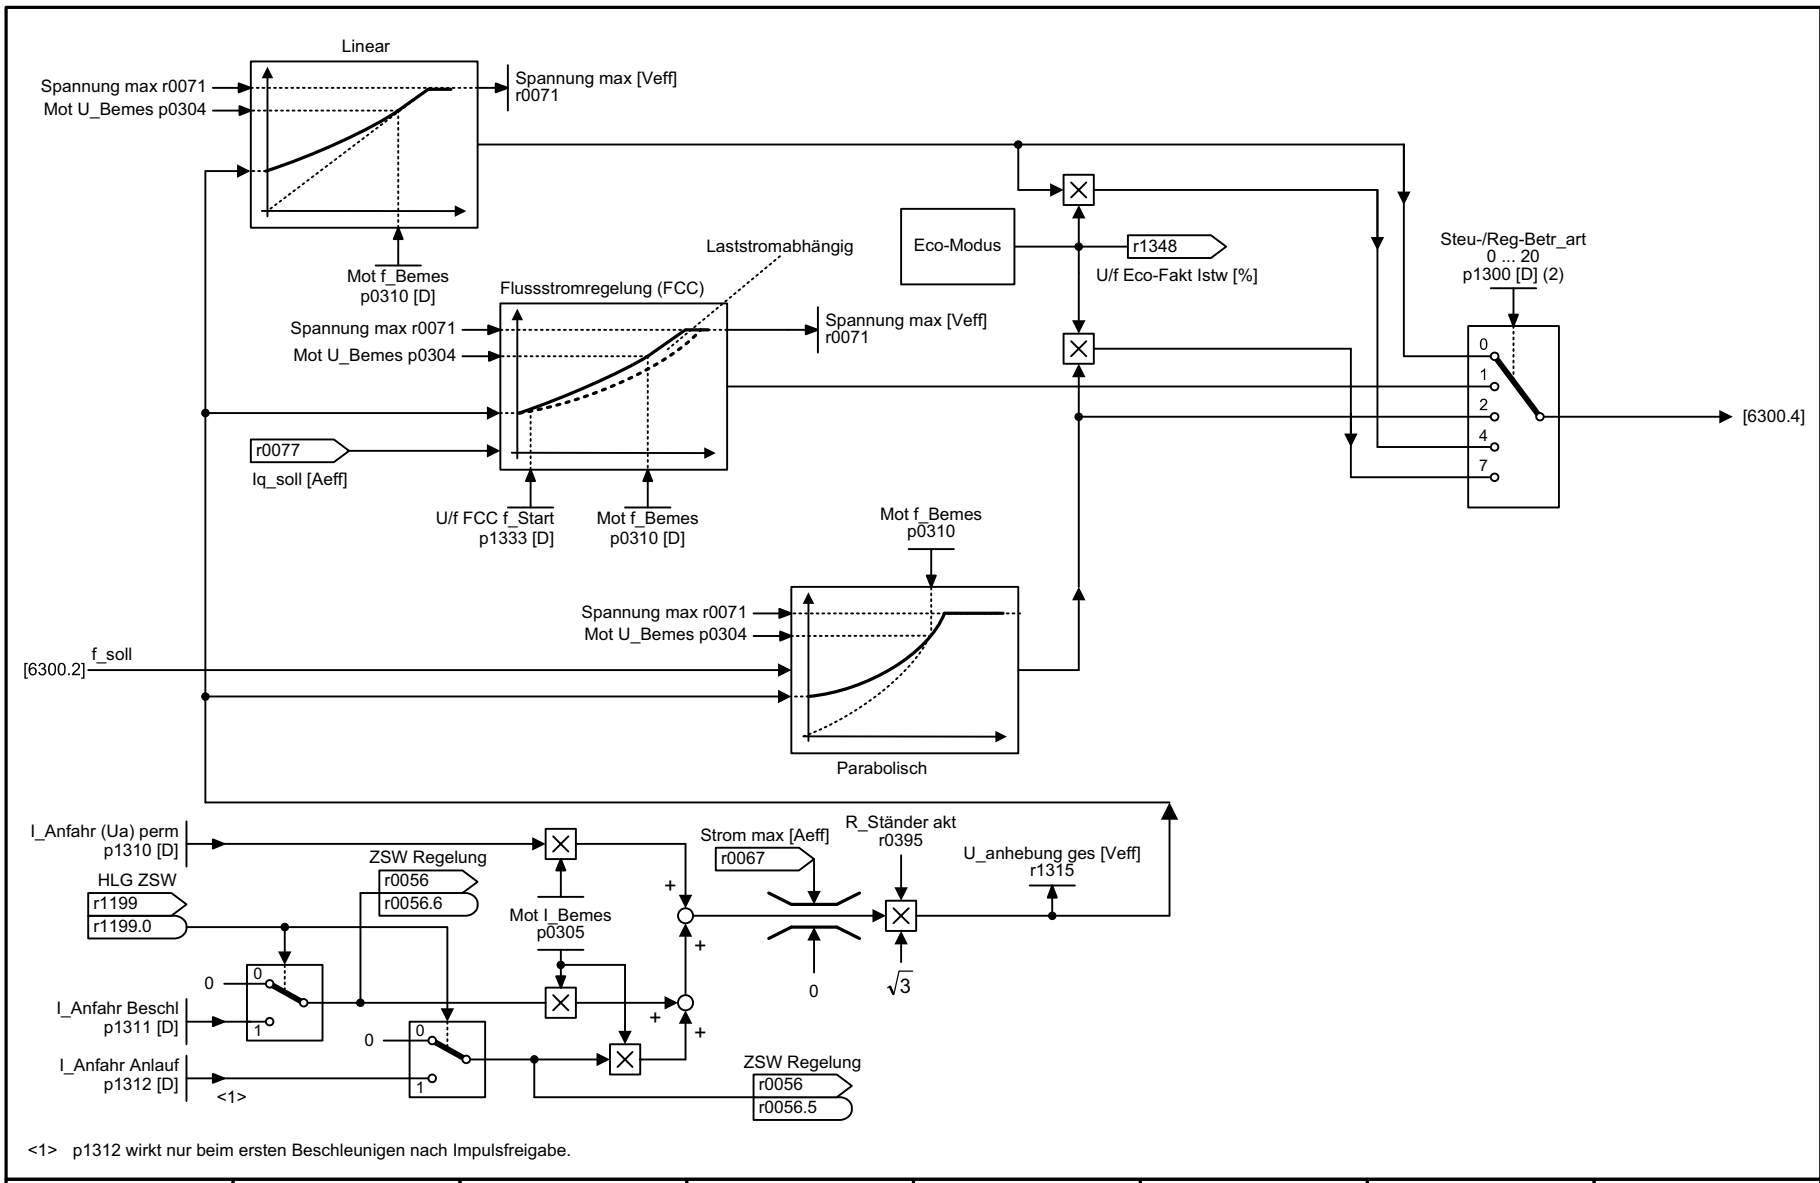 Linear
Spannung max r0071
Mot U_Bemes p0304
Spannung max [Veff]
r0071
Mot f_Bemes
p0310 [D]
Laststromabhängig
Flussstromregelung (FCC)
Spannung max r0071
Mot U_Bemes p0304
Spannung max [Veff]
r0071
r0077
Iq_soll [Aeff]
U/f FCC f_Start
p1333 [D]
Mot f_Bemes
p0310 [D]
Eco-Modus
r1348
U/f Eco-Fakt Istw [%]
Steu-/Reg-Betr_art
0 ... 20
p1300 [D] (2)
0
1
2
4
7
[6300.4]
Mot f_Bemes
p0310
Spannung max r0071
Mot U_Bemes p0304
[6300.2]
f_soll
Parabolisch
I_Anfahr (Ua) perm
p1310 [D]
HLG ZSW
r1199
r1199.0
ZSW Regelung
r0056
r0056.6
Mot I_Bemes
p0305
Strom max [Aeff]
r0067
R_Ständer akt
r0395
U_anhebung ges [Veff]
r1315
+
+
+
+
0
√3
0
0
1
I_Anfahr Beschl
p1311 [D]
0
0
1
I_Anfahr Anlauf
p1312 [D]
<1>
ZSW Regelung
r0056
r0056.5
<1> p1312 wirkt nur beim ersten Beschleunigen nach Impulsfreigabe.